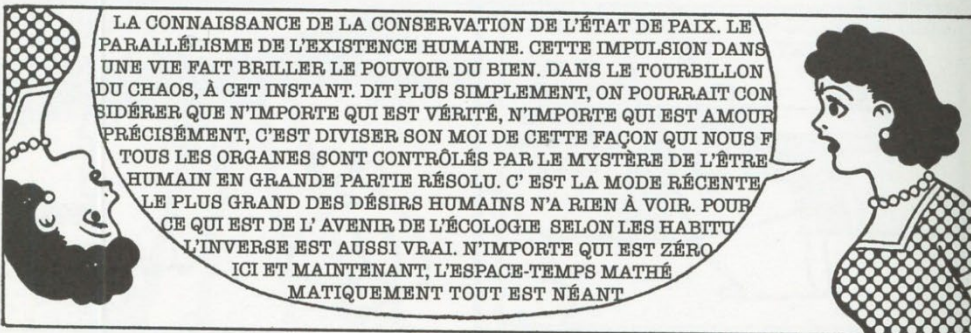 LA CONNAISSANCE DE LA CONSERVATION DE L'ÉTAT DE PAIX. LE
PARALLÉLISME DE L'EXISTENCE HUMAINE. CETTE IMPULSION DANS
UNE VIE FAIT BRILLER LE POUVOIR DU BIEN. DANS LE TOURBILLON
DU CHAOS, À CET INSTANT. DIT PLUS SIMPLEMENT, ON POURRAIT CON
SIDÉRER QUE N'IMPORTE QUI EST VÉRITÉ, N'IMPORTE QUI EST AMOUR
PRÉCISÉMENT, C'EST DIVISER SON MOI DE CETTE FAÇON QUI NOUS F
TOUS LES ORGANES SONT CONTRÔLÉS PAR LE MYSTÈRE DE L'ÊTRE
HUMAIN EN GRANDE PARTIE RÉSOLU. C' EST LA MODE RÉCENTE
LE PLUS GRAND DES DÉSIRS HUMAINS N'A RIEN À VOIR. POUR
CE QUI EST DE L' AVENIR DE L'ÉCOLOGIE SELON LES HABITU
L'INVERSE EST AUSSI VRAI. N'IMPORTE QUI EST ZÉRO
ICI ET MAINTENANT, L'ESPACE-TEMPS MATHÉ
MATIQUEMENT TOUT EST NÉANT